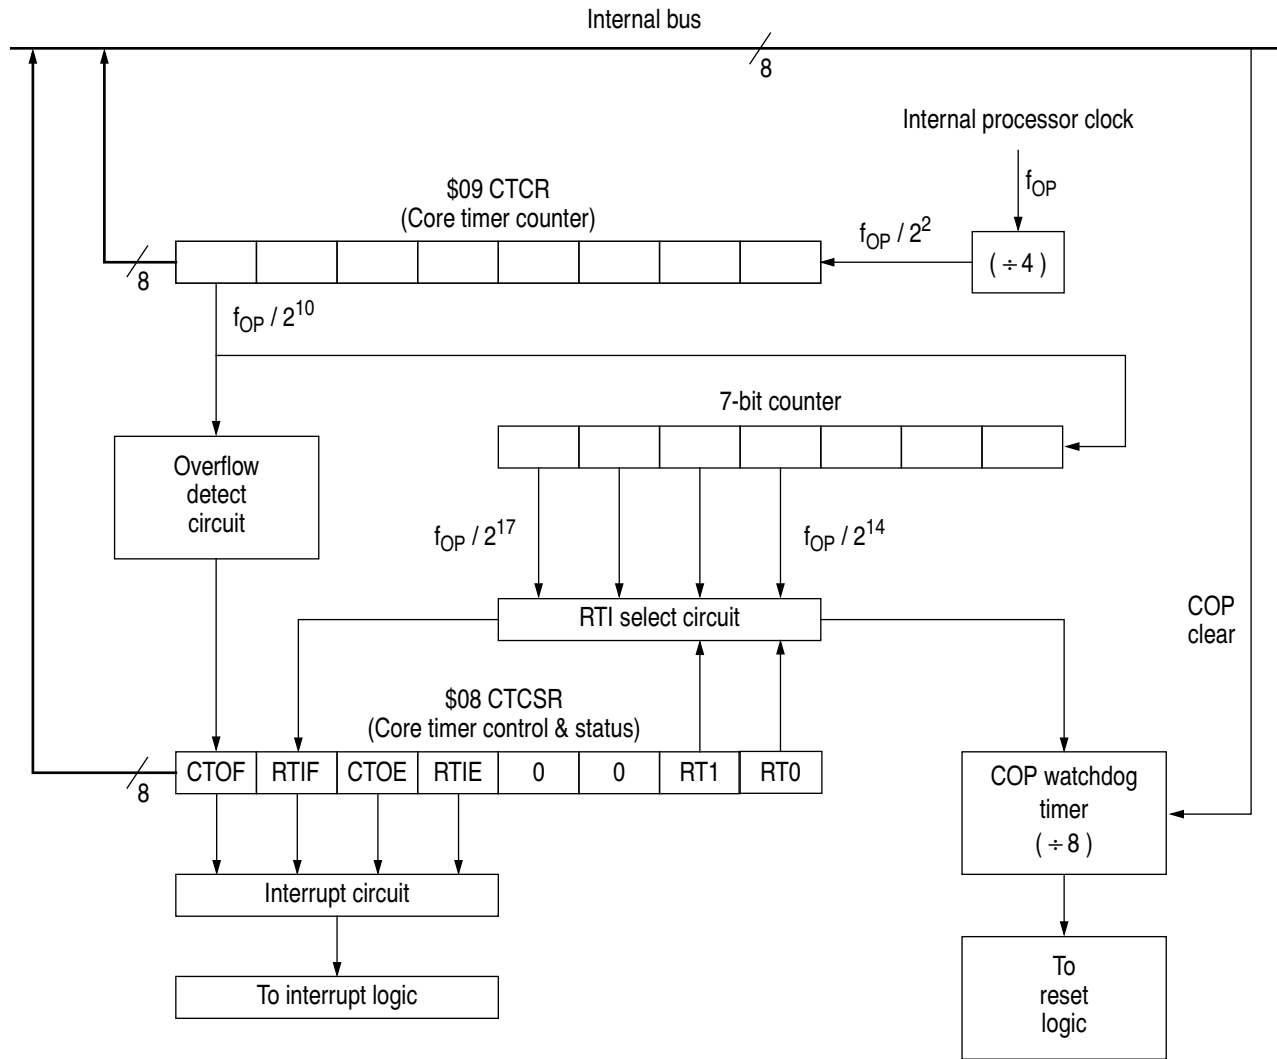 Internal bus
8
Internal processor clock
f_OP
$09 CTCR
(Core timer counter)
f_OP / 2^2
( ÷ 4 )
8
f_OP / 2^10
7-bit counter
Overflow
detect
circuit
f_OP / 2^17
f_OP / 2^14
RTI select circuit
COP
clear
$08 CTCSR
(Core timer control & status)
8
CTOF RTIF CTOE RTIE 0 0 RT1 RT0
COP watchdog
timer
( ÷ 8 )
Interrupt circuit
To interrupt logic
To
reset
logic